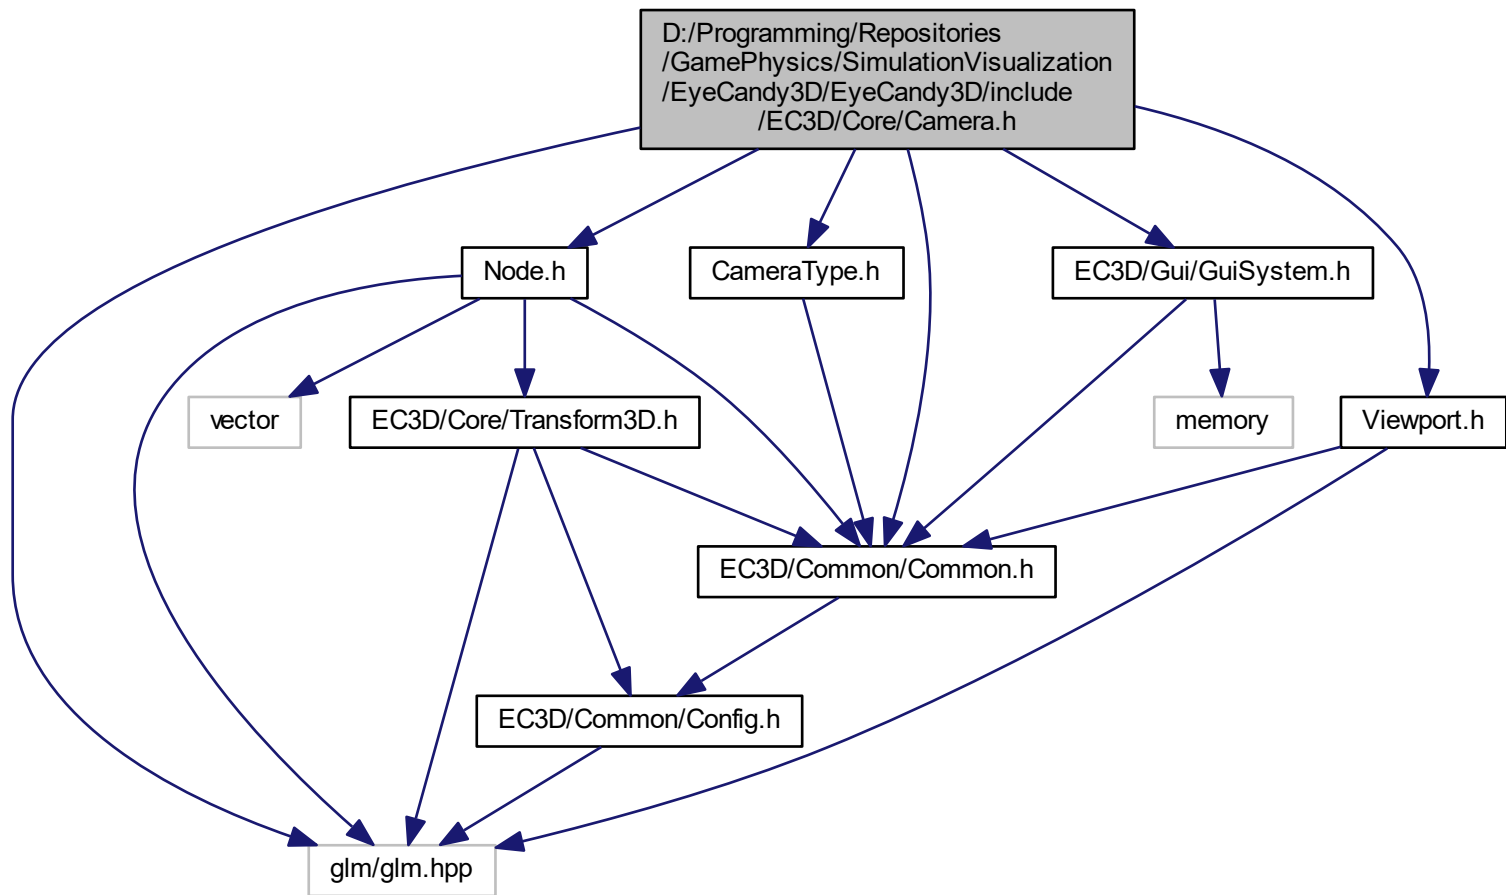 D:/Programming/Repositories
/GamePhysics/SimulationVisualization
/EyeCandy3D/EyeCandy3D/include
/EC3D/Core/Camera.h
Node.h
CameraType.h
EC3D/Gui/GuiSystem.h
vector
EC3D/Core/Transform3D.h
memory
Viewport.h
EC3D/Common/Common.h
EC3D/Common/Config.h
glm/glm.hpp